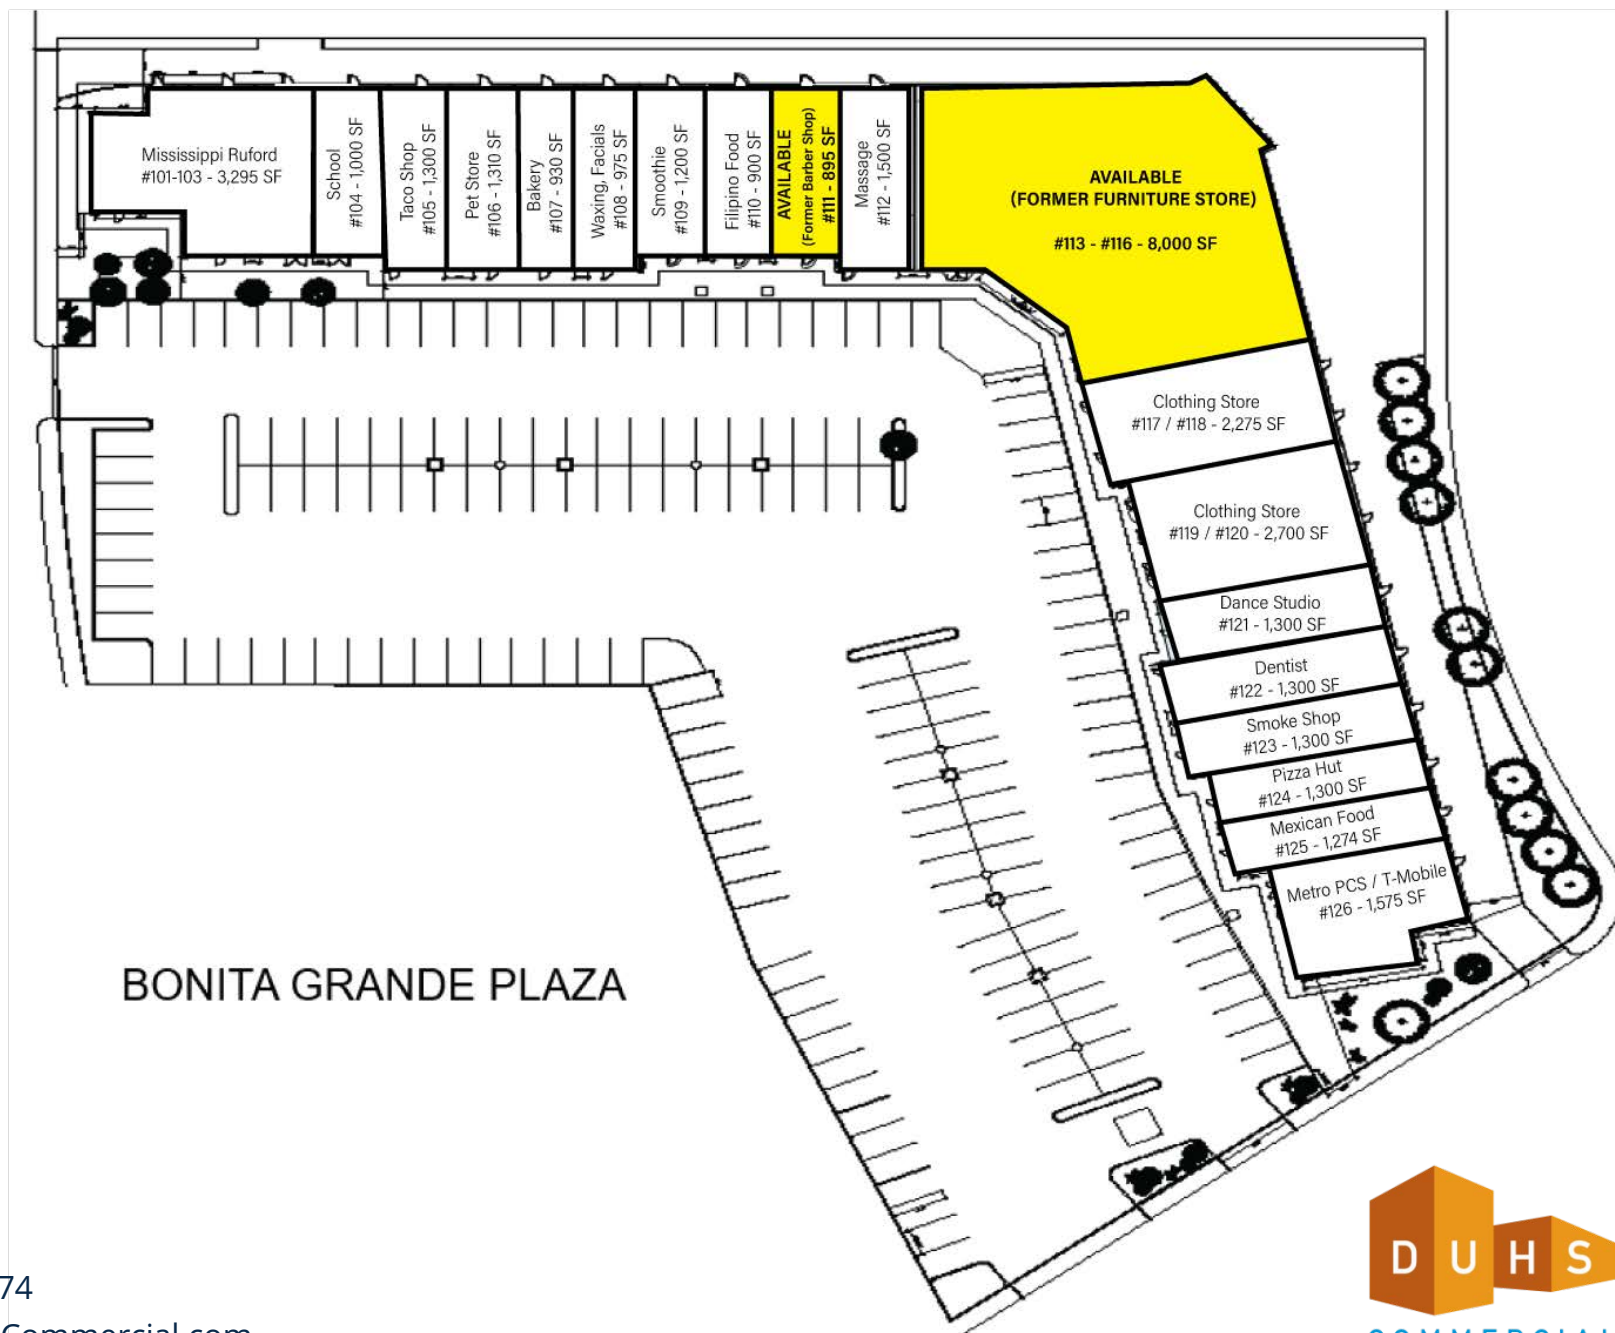 Mississippi Ruford
#101-103 - 3,295 SF
School
#104 - 1,000 SF
Taco Shop
#105 - 1,300 SF
Pet Store
#106 - 1,310 SF
Bakery
#107 - 930 SF
Waxing, Facials
#108 - 975 SF
Smoothie
#109 - 1,200 SF
Filipino Food
#110 - 900 SF
AVAILABLE
(Former Barber Shop)
#111 - 895 SF
Massage
#112 - 1,500 SF
AVAILABLE
(FORMER FURNITURE STORE)
#113 - #116 - 8,000 SF
Clothing Store
#117 / #118 - 2,275 SF
Clothing Store
#119 / #120 - 2,700 SF
Dance Studio
#121 - 1,300 SF
Dentist
#122 - 1,300 SF
Smoke Shop
#123 - 1,300 SF
Pizza Hut
#124 - 1,300 SF
Mexican Food
#125 - 1,274 SF
Metro PCS / T-Mobile
#126 - 1,575 SF
BONITA GRANDE PLAZA
74
Commercial.com
DUHS
COMMERCIAL